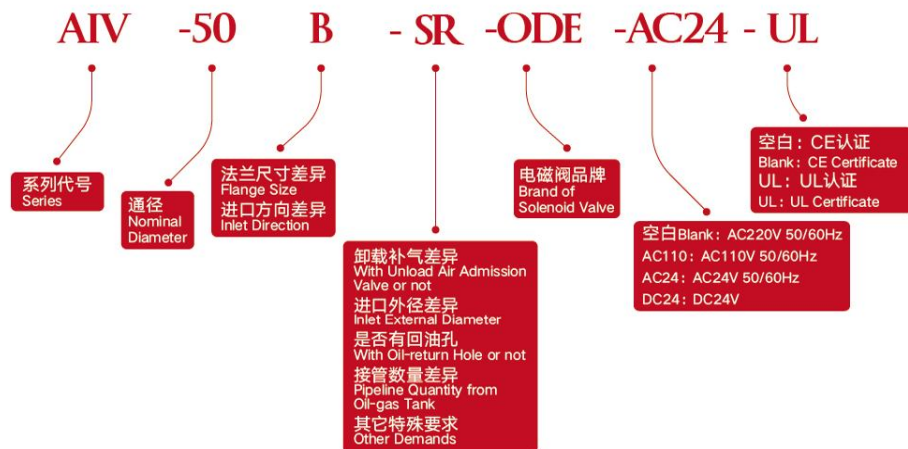 AIV -50 B - SR -ODE -AC24 - UL
系列代号
Series
通径
Nominal
Diameter
法兰尺寸差异
Flange Size
进口方向差异
Inlet Direction
卸载补气差异
With Unload Air Admission
Valve or not
进口外径差异
Inlet External Diameter
是否有回油孔
With Oil-return Hole or not
接管数量差异
Pipeline Quantity from
Oil-gas Tank
其它特殊要求
Other Demands
电磁阀品牌
Brand of
Solenoid Valve
空白Blank: AC220V 50/60Hz
AC110: AC110V 50/60Hz
AC24: AC24V 50/60Hz
DC24: DC24V
空白: CE认证
Blank: CE Certificate
UL: UL认证
UL: UL Certificate